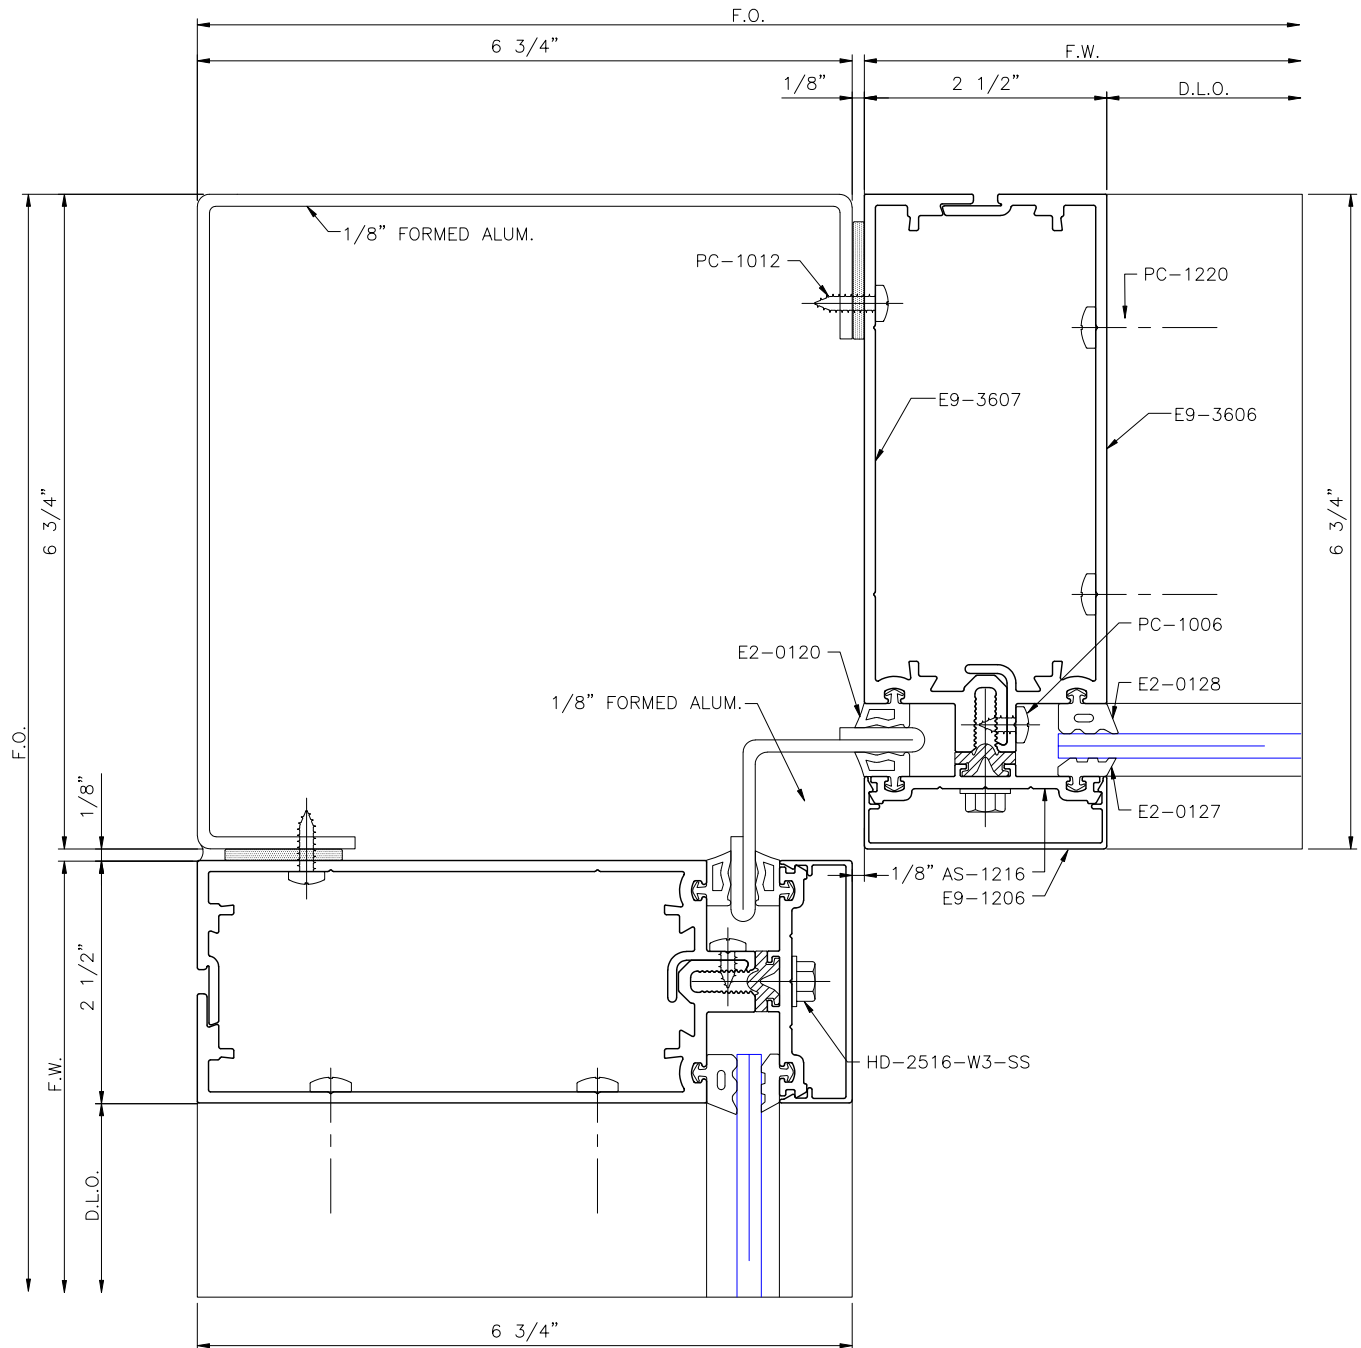 F.O.
6 3/4”
F.W.
1/8”
2 1/2”
D.L.O.
1/8” FORMED ALUM.
PC-1012
PC-1220
E9-3607
E9-3606
6 3/4”
6 3/4”
PC-1006
E2-0120
E2-0128
1/8” FORMED ALUM.
F.O.
1/8”
E2-0127
1/8”
AS-1216
E9-1206
2 1/2”
F.W.
HD-2516-W3-SS
D.L.O.
6 3/4”